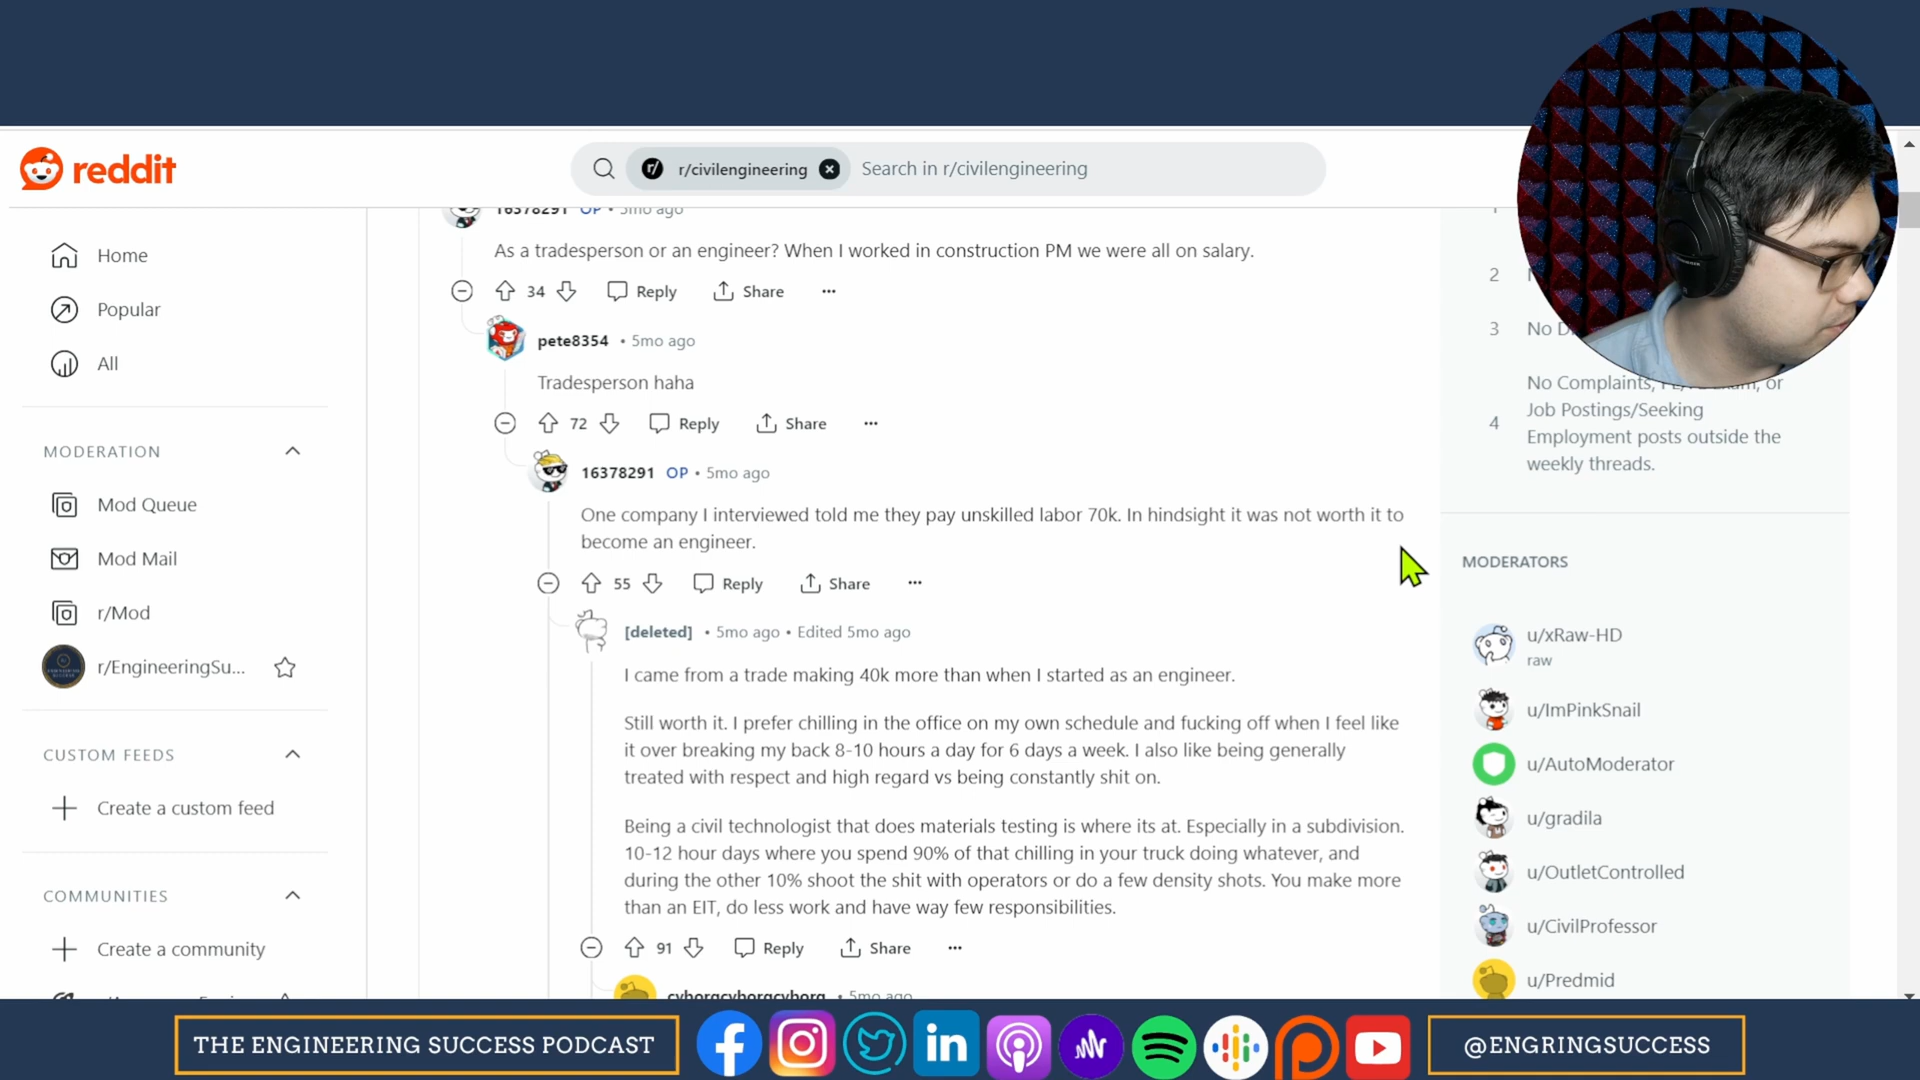 reddit
r/civilengineering
Search in r/civilengineering
Home
Popular
All
MODERATION
Mod Queue
Mod Mail
r/Mod
r/EngineeringSu...
CUSTOM FEEDS
Create a custom feed
COMMUNITIES
Create a community
16378291 OP • 5mo ago
As a tradesperson or an engineer? When I worked in construction PM we were all on salary.
34 Reply Share
pete8354 • 5mo ago
Tradesperson haha
72 Reply Share
16378291 OP • 5mo ago
One company I interviewed told me they pay unskilled labor 70k. In hindsight it was not worth it to
become an engineer.
55 Reply Share
[deleted] • 5mo ago • Edited 5mo ago
I came from a trade making 40k more than when I started as an engineer.
Still worth it. I prefer chilling in the office on my own schedule and fucking off when I feel like
it over breaking my back 8-10 hours a day for 6 days a week. I also like being generally
treated with respect and high regard vs being constantly shit on.
Being a civil technologist that does materials testing is where its at. Especially in a subdivision.
10-12 hour days where you spend 90% of that chilling in your truck doing whatever, and
during the other 10% shoot the shit with operators or do a few density shots. You make more
than an EIT, do less work and have way few responsibilities.
91 Reply Share
cyborgcyborgcyborg • 5mo ago
2
3 No
4
No Complaints, or
Job Postings/Seeking
Employment posts outside the
weekly threads.
MODERATORS
u/xRaw-HD
raw
u/ImPinkSnail
u/AutoModerator
u/gradila
u/OutletControlled
u/CivilProfessor
u/Predmid
THE ENGINEERING SUCCESS PODCAST
in
@ENGRINGSUCCESS